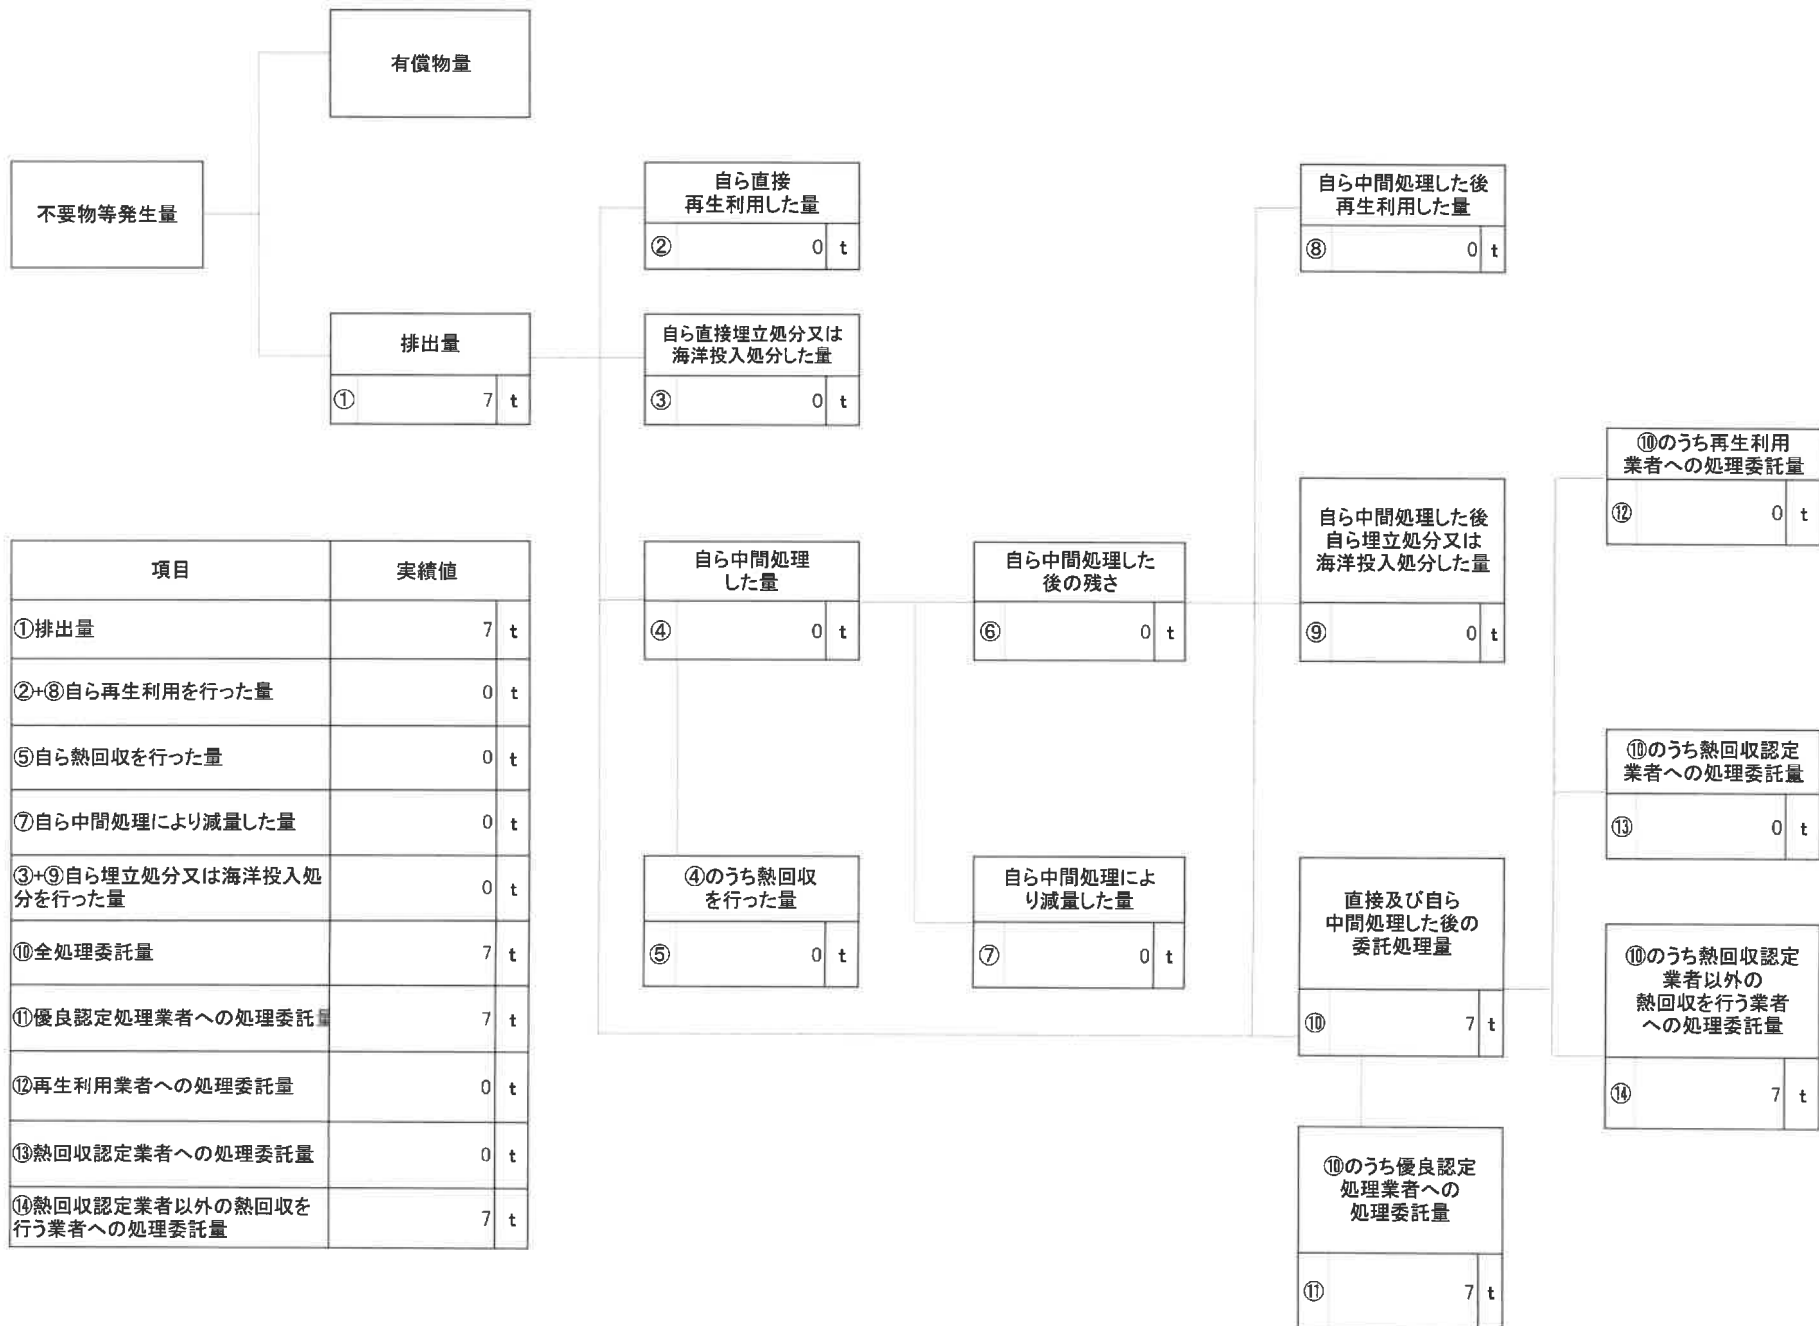 有償物量
不要物等発生量
排出量
① 7 t
自ら直接
再生利用した量
② 0 t
自ら直接埋立処分又は
海洋投入処分した量
③ 0 t
自ら中間処理
した量
④ 0 t
④のうち熱回収
を行った量
⑤ 0 t
自ら中間処理した
後の残さ
⑥ 0 t
自ら中間処理によ
り減量した量
⑦ 0 t
自ら中間処理した後
再生利用した量
⑧ 0 t
自ら中間処理した後
自ら埋立処分又は
海洋投入処分した量
⑨ 0 t
直接及び自ら
中間処理した後の
委託処理量
⑩ 7 t
⑩のうち優良認定
処理業者への
処理委託量
⑪ 7 t
⑩のうち再生利用
業者への処理委託量
⑫ 0 t
⑩のうち熱回収認定
業者への処理委託量
⑬ 0 t
⑩のうち熱回収認定
業者以外の
熱回収を行う業者
への処理委託量
⑭ 7 t
項目 実績値
①排出量 7 t
②+⑧自ら再生利用を行った量 0 t
⑤自ら熱回収を行った量 0 t
⑦自ら中間処理により減量した量 0 t
③+⑨自ら埋立処分又は海洋投入処
分を行った量 0 t
⑩全処理委託量 7 t
⑪優良認定処理業者への処理委託量 7 t
⑫再生利用業者への処理委託量 0 t
⑬熱回収認定業者への処理委託量 0 t
⑭熱回収認定業者以外の熱回収を
行う業者への処理委託量 7 t